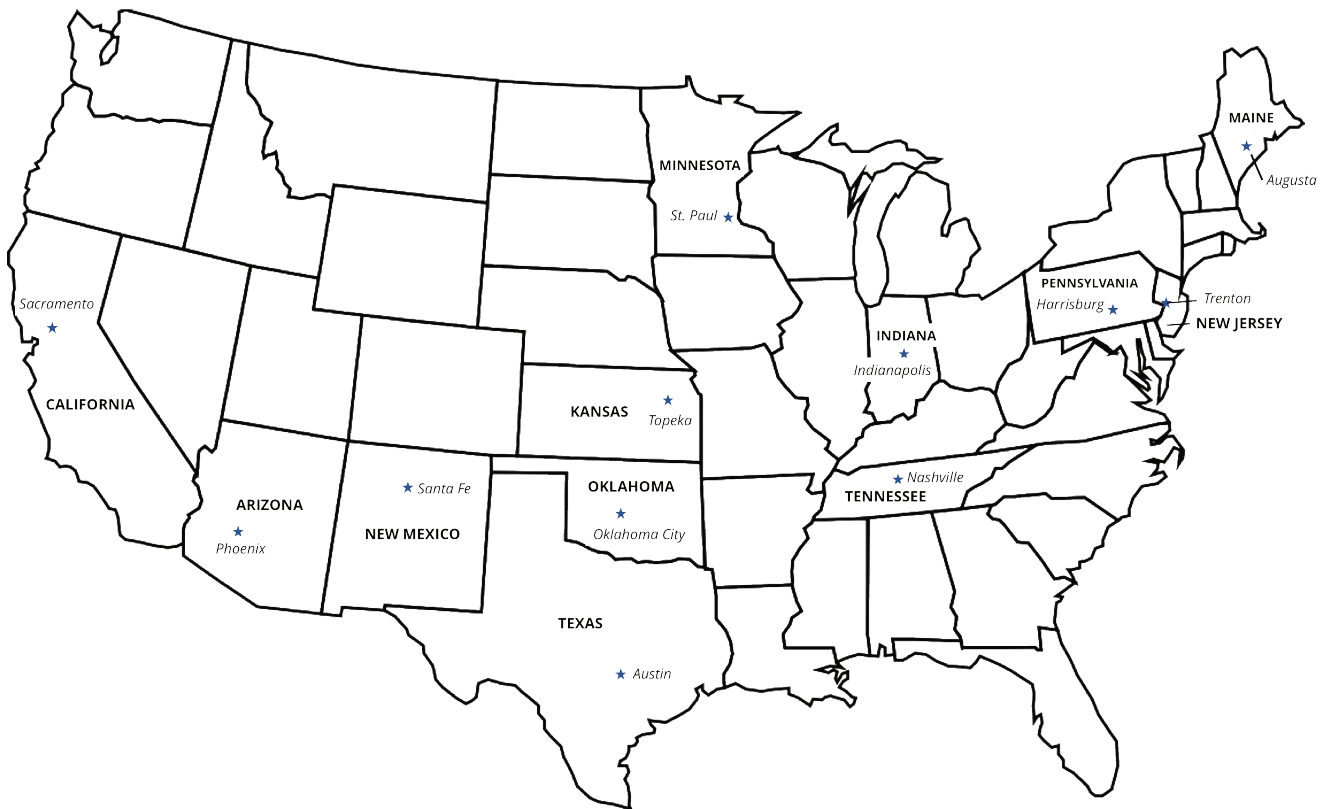 MAINE
Augusta
MINNESOTA
St. Paul
PENNSYLVANIA
Harrisburg
Trenton
NEW JERSEY
Sacramento
CALIFORNIA
INDIANA
Indianapolis
KANSAS
Topeka
Nashville
TENNESSEE
ARIZONA
Phoenix
Santa Fe
NEW MEXICO
OKLAHOMA
Oklahoma City
TEXAS
Austin